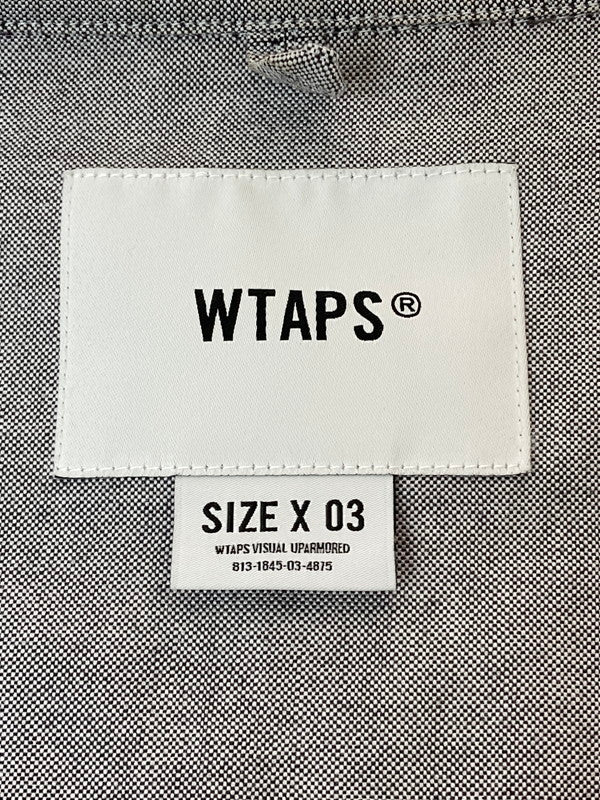 WTAPS®
SIZE X 03
WTAPS VISUAL UPARMORED
813-1845-03-4875